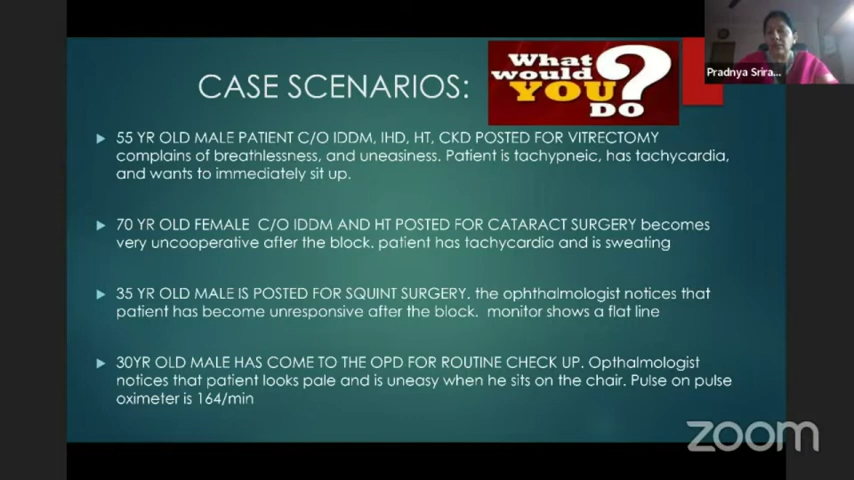 CASE SCENARIOS:
What
would
YOU
DO
?
Pradnya Srira...
55 YR OLD MALE PATIENT C/O IDDM, IHD, HT, CKD POSTED FOR VITRECTOMY
complains of breathlessness, and uneasiness. Patient is tachypneic, has tachycardia,
and wants to immediately sit up.
70 YR OLD FEMALE C/O IDDM AND HT POSTED FOR CATARACT SURGERY becomes
very uncooperative after the block. patient has tachycardia and is sweating
35 YR OLD MALE IS POSTED FOR SQUINT SURGERY. the ophthalmologist notices that
patient has become unresponsive after the block. monitor shows a flat line
30YR OLD MALE HAS COME TO THE OPD FOR ROUTINE CHECK UP. Opthalmologist
notices that patient looks pale and is uneasy when he sits on the chair. Pulse on pulse
oximeter is 164/min
zoom